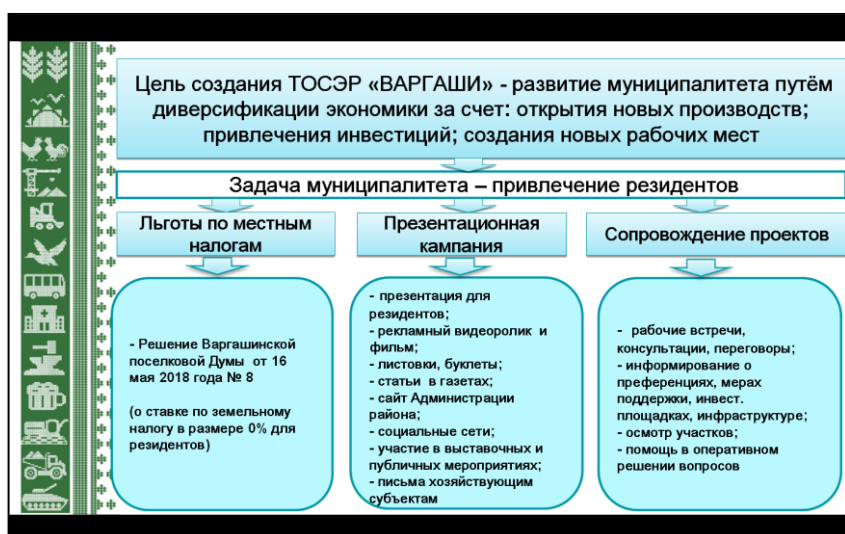 Цель создания ТОСЭР «ВАРГАШИ» - развитие муниципалитета путём
диверсификации экономики за счет: открытия новых производств;
привлечения инвестиций; создания новых рабочих мест
Задача муниципалитета – привлечение резидентов
Льготы по местным
налогам
- Решение Варгашинской
поселковой Думы от 16
мая 2018 года № 8
(о ставке по земельному
налогу в размере 0% для
резидентов)
Презентационная
кампания
- презентация для
резидентов;
- рекламный видеоролик и
фильм;
- листовки, буклеты;
- статьи в газетах;
- сайт Администрации
района;
- социальные сети;
- участие в выставочных и
публичных мероприятиях;
- письма хозяйствующим
субъектам
Сопровождение проектов
- рабочие встречи,
консультации, переговоры;
- информирование о
преференциях, мерах
поддержки, инвест.
площадках, инфраструктуре;
- осмотр участков;
- помощь в оперативном
решении вопросов